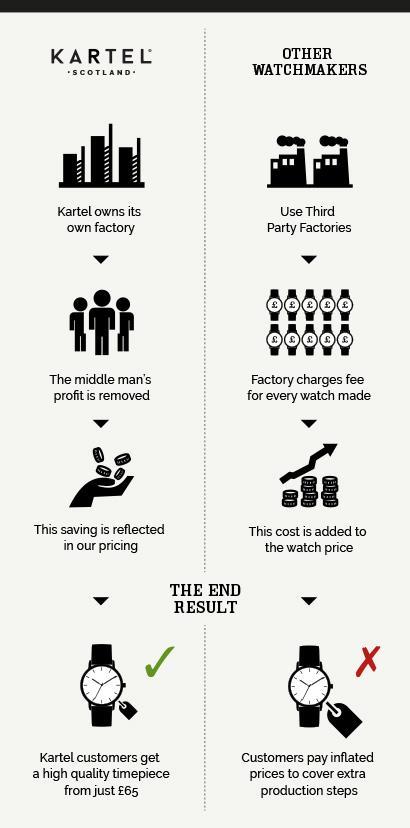 KARTEL
·SCOTLAND·
OTHER
WATCHMAKERS
Kartel owns its
own factory
Use Third
Party Factories
The middle man's
profit is removed
£ £ £ £ £
£ £ £ £ £
Factory charges fee
for every watch made
This saving is reflected
in our pricing
This cost is added to
the watch price
THE END
RESULT
Kartel customers get
a high quality timepiece
from just £65
Customers pay inflated
prices to cover extra
production steps